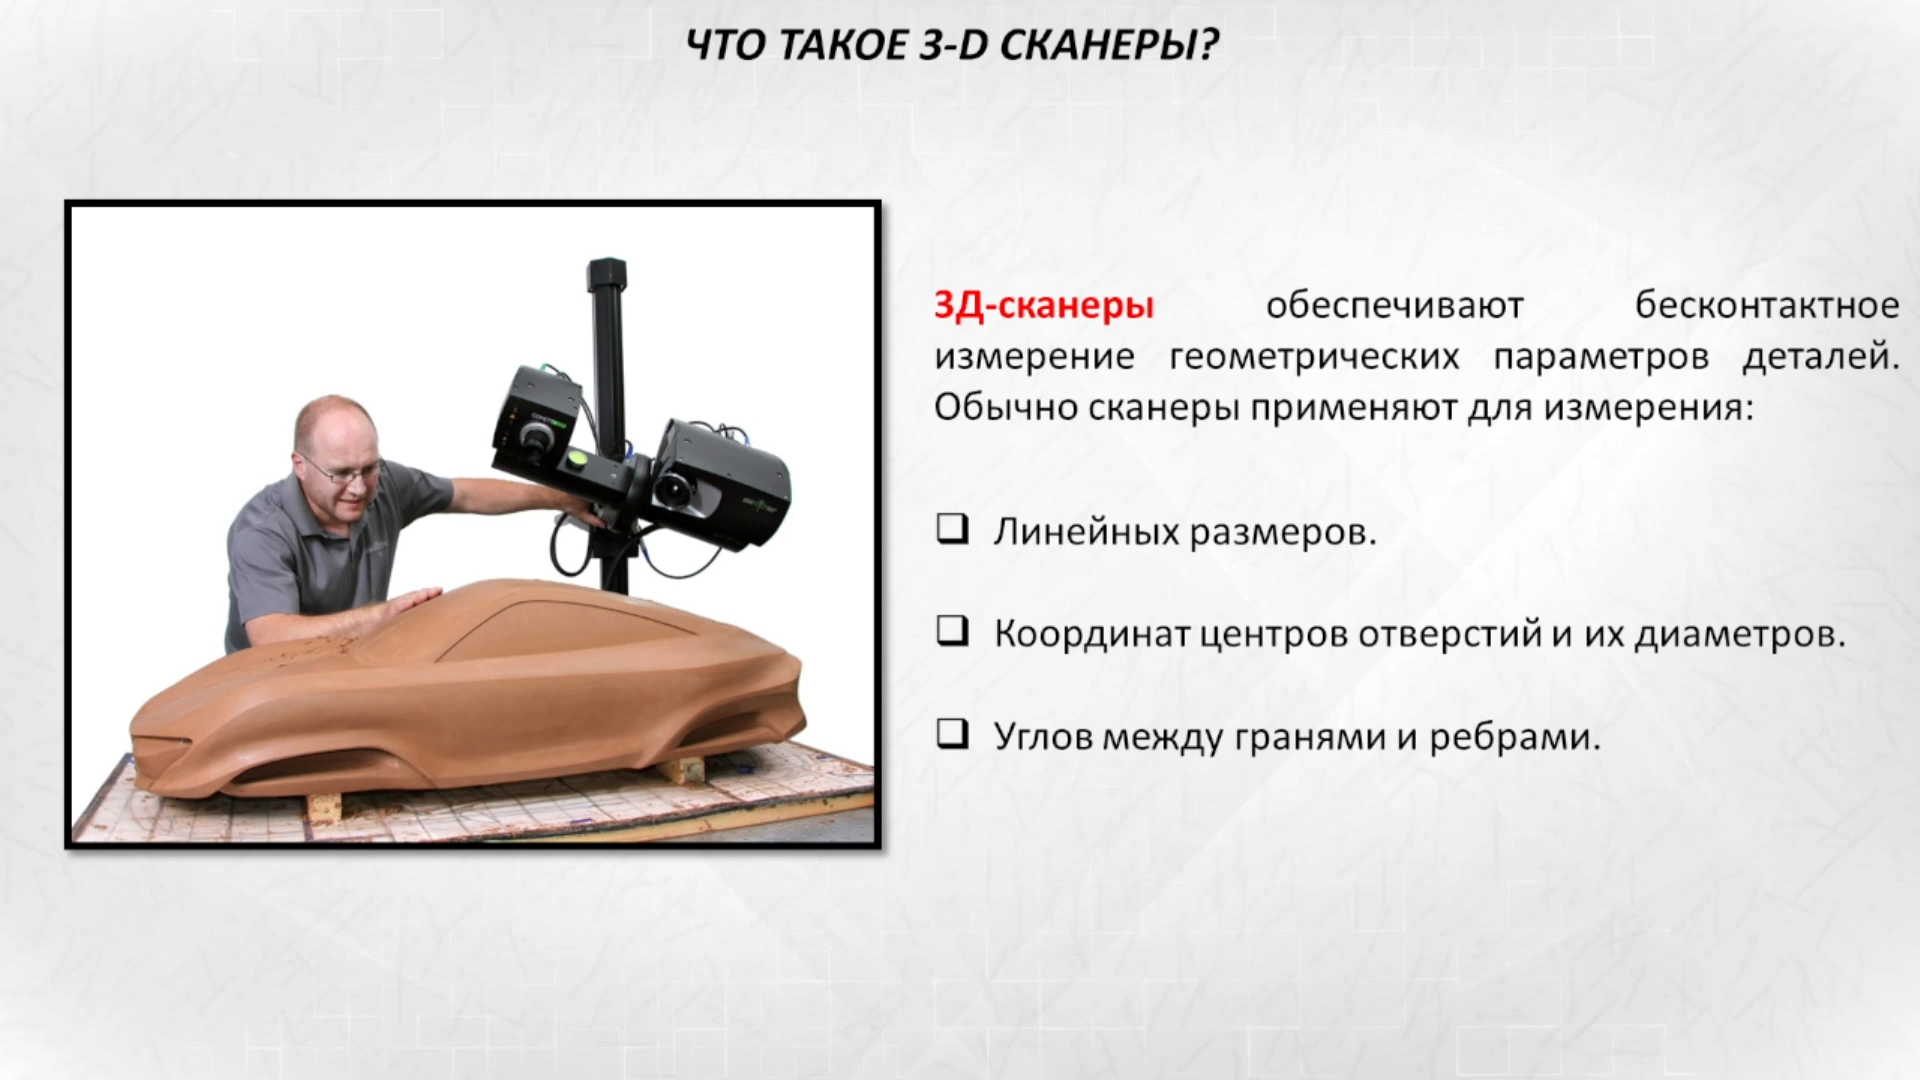 ЧТО ТАКОЕ 3-D СКАНЕРЫ?
3Д-сканеры обеспечивают бесконтактное
измерение геометрических параметров деталей.
Обычно сканеры применяют для измерения:
Линейных размеров.
Координат центров отверстий и их диаметров.
Углов между гранями и ребрами.